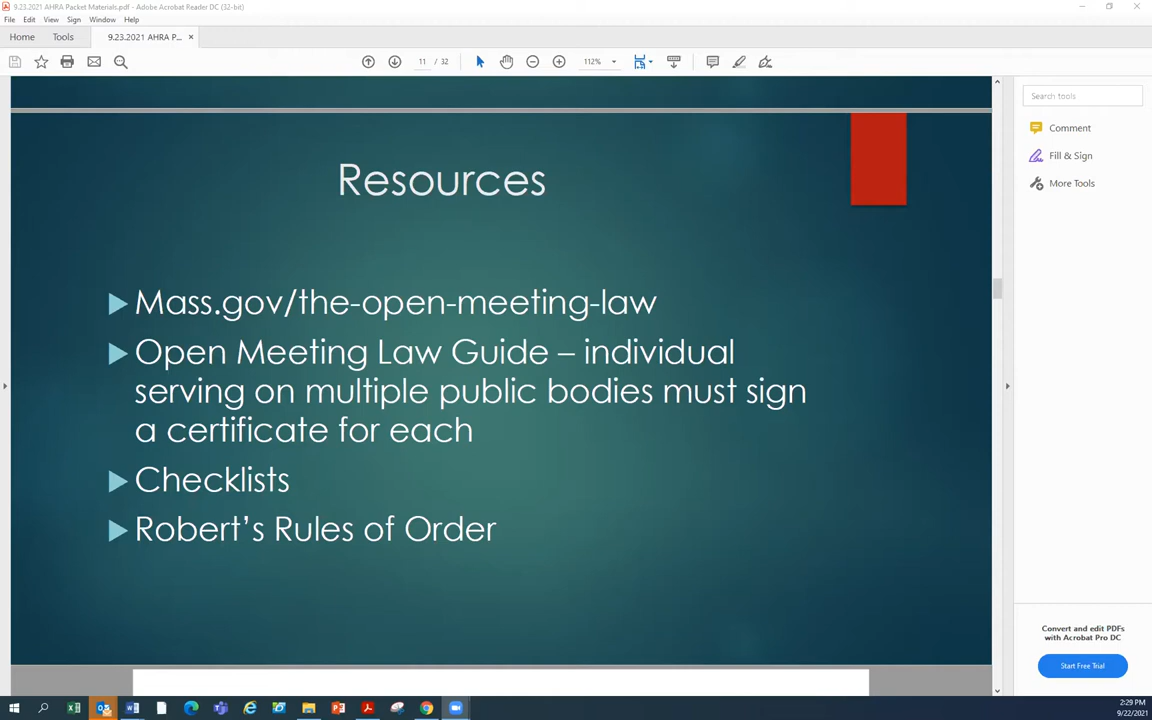 9.23.2021 AHRA Packet Materials.pdf - Adobe Acrobat Reader DC (32-bit)
File Edit View Sign Window Help
Home Tools 9.23.2021 AHRA P... ×
11 / 32 112%
Search tools
Comment
Fill & Sign
More Tools
Resources
Mass.gov/the-open-meeting-law
Open Meeting Law Guide – individual
serving on multiple public bodies must sign
a certificate for each
Checklists
Robert’s Rules of Order
Convert and edit PDFs
with Acrobat Pro DC
Start Free Trial
2:29 PM
9/22/2021